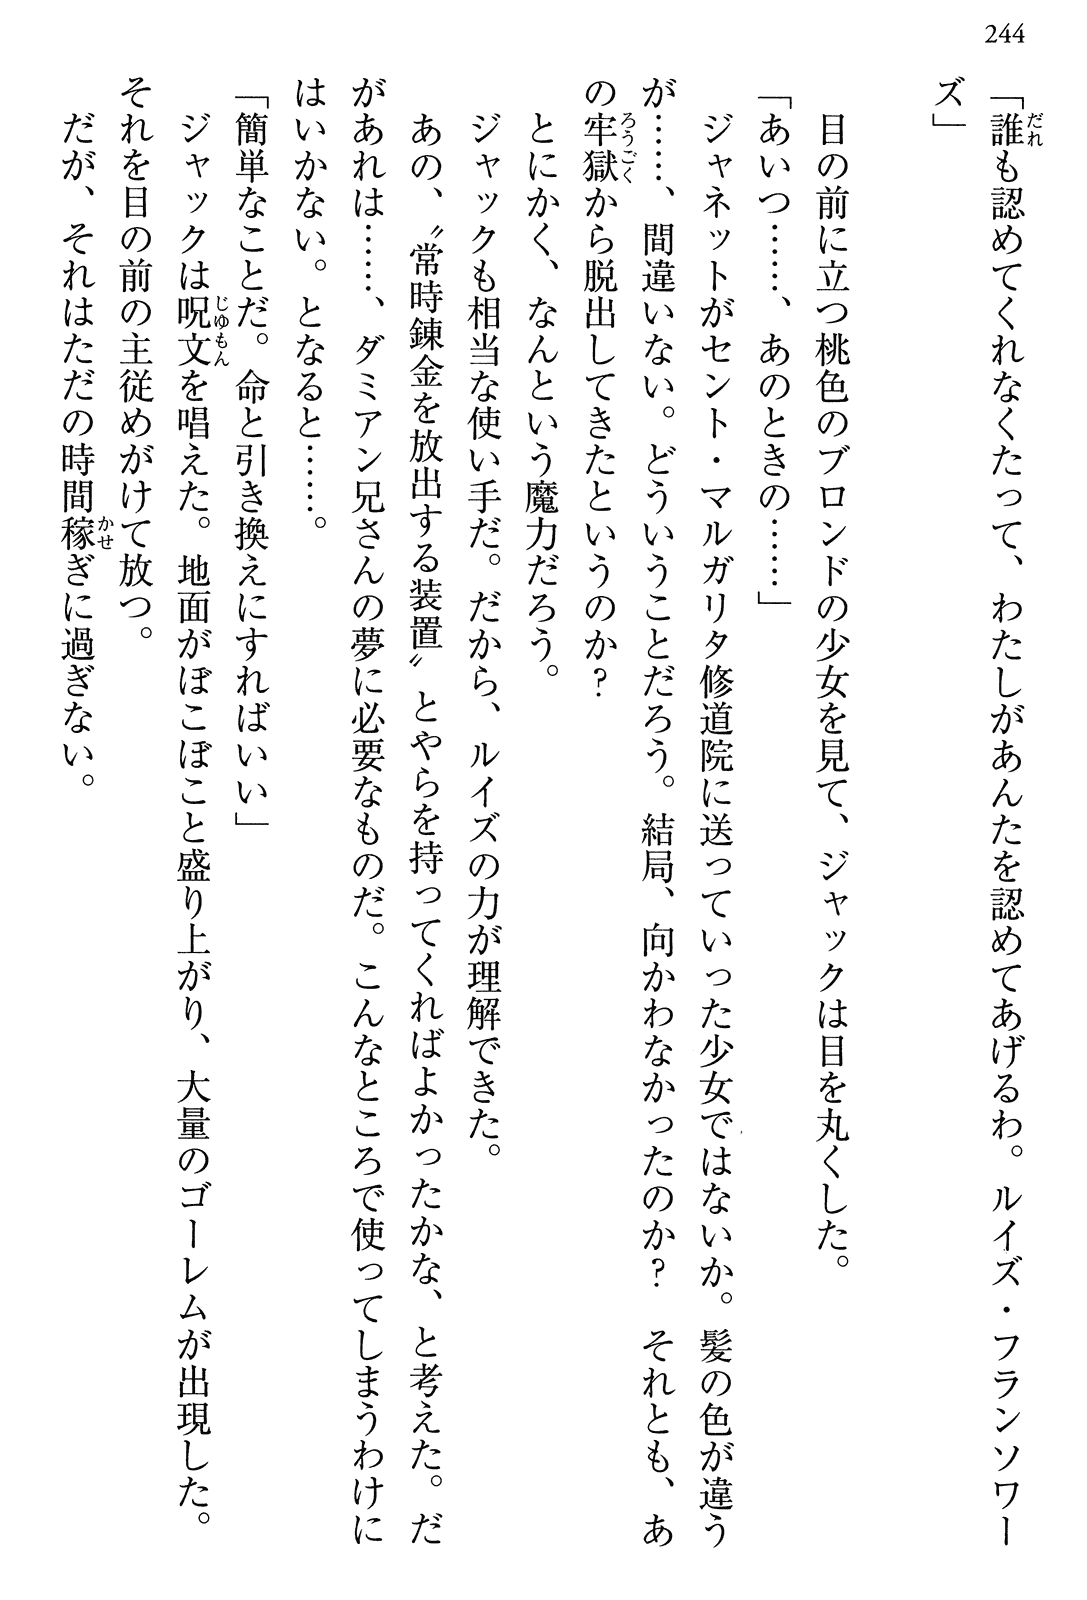 244
「誰も認めてくれなくたって、わたしがあんたを認めてあげるわ。ルイズ・フランソワー
ズ」
目の前に立つ桃色のブロンドの少女を見て、ジャックは目を丸くした。
「あいつ……、あのときの……」
ジャネットがセント・マルガリタ修道院に送っていった少女ではないか。髪の色が違う
が……、間違いない。どういうことだろう。結局、向かわなかったのか? それとも、あ
の牢獄から脱出してきたというのか?
とにかく、なんという魔力だろう。
ジャックも相当な使い手だ。だから、ルイズの力が理解できた。
あの、〝常時錬金を放出する装置〟とやらを持ってくればよかったかな、と考えた。だ
があれは……、ダミアン兄さんの夢に必要なものだ。こんなところで使ってしまうわけに
はいかない。となると……。
「簡単なことだ。命と引き換えにすればいい」
ジャックは呪文を唱えた。地面がぼこぼこと盛り上がり、大量のゴーレムが出現した。
それを目の前の主従めがけて放つ。
だが、それはただの時間稼ぎに過ぎない。
だれ
ろうごく
じゆもん
かせ